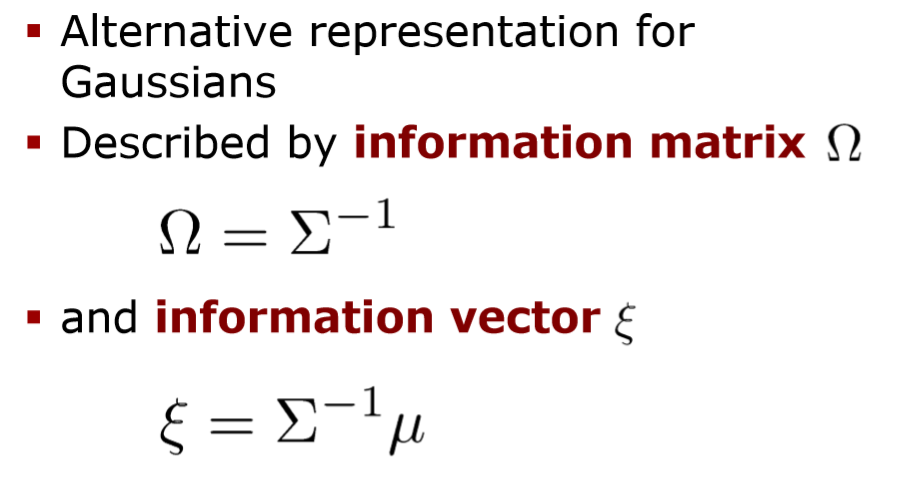 ▪ Alternative representation for
Gaussians
▪ Described by information matrix Ω
Ω = Σ⁻¹
▪ and information vector ξ
ξ = Σ⁻¹μ